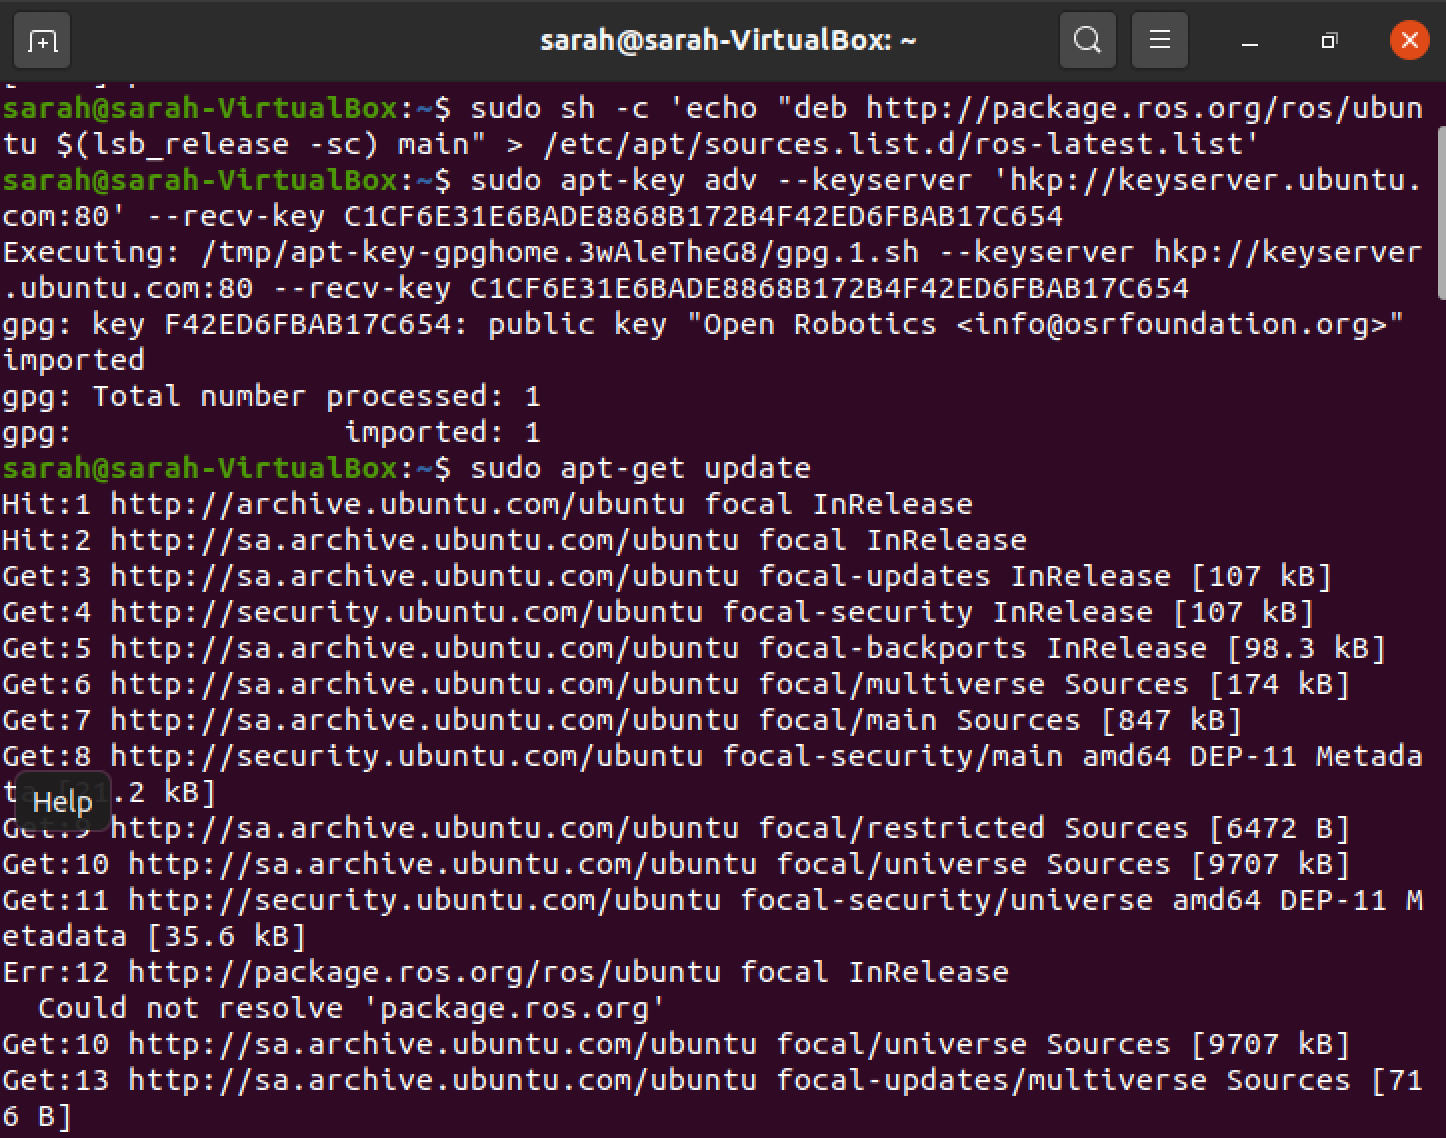 sarah@sarah-VirtualBox: ~
sarah@sarah-VirtualBox:~$ sudo sh -c 'echo "deb http://package.ros.org/ros/ubun
tu $(lsb_release -sc) main" > /etc/apt/sources.list.d/ros-latest.list'
sarah@sarah-VirtualBox:~$ sudo apt-key adv --keyserver 'hkp://keyserver.ubuntu.
com:80' --recv-key C1CF6E31E6BADE8868B172B4F42ED6FBAB17C654
Executing: /tmp/apt-key-gpghome.3wAleTheG8/gpg.1.sh --keyserver hkp://keyserver
.ubuntu.com:80 --recv-key C1CF6E31E6BADE8868B172B4F42ED6FBAB17C654
gpg: key F42ED6FBAB17C654: public key "Open Robotics <info@osrfoundation.org>"
imported
gpg: Total number processed: 1
gpg:               imported: 1
sarah@sarah-VirtualBox:~$ sudo apt-get update
Hit:1 http://archive.ubuntu.com/ubuntu focal InRelease
Hit:2 http://sa.archive.ubuntu.com/ubuntu focal InRelease
Get:3 http://sa.archive.ubuntu.com/ubuntu focal-updates InRelease [107 kB]
Get:4 http://security.ubuntu.com/ubuntu focal-security InRelease [107 kB]
Get:5 http://sa.archive.ubuntu.com/ubuntu focal-backports InRelease [98.3 kB]
Get:6 http://sa.archive.ubuntu.com/ubuntu focal/multiverse Sources [174 kB]
Get:7 http://sa.archive.ubuntu.com/ubuntu focal/main Sources [847 kB]
Get:8 http://security.ubuntu.com/ubuntu focal-security/main amd64 DEP-11 Metada
ta [21.2 kB]
Help
Get:9 http://sa.archive.ubuntu.com/ubuntu focal/restricted Sources [6472 B]
Get:10 http://sa.archive.ubuntu.com/ubuntu focal/universe Sources [9707 kB]
Get:11 http://security.ubuntu.com/ubuntu focal-security/universe amd64 DEP-11 M
etadata [35.6 kB]
Err:12 http://package.ros.org/ros/ubuntu focal InRelease
  Could not resolve 'package.ros.org'
Get:10 http://sa.archive.ubuntu.com/ubuntu focal/universe Sources [9707 kB]
Get:13 http://sa.archive.ubuntu.com/ubuntu focal-updates/multiverse Sources [71
6 B]